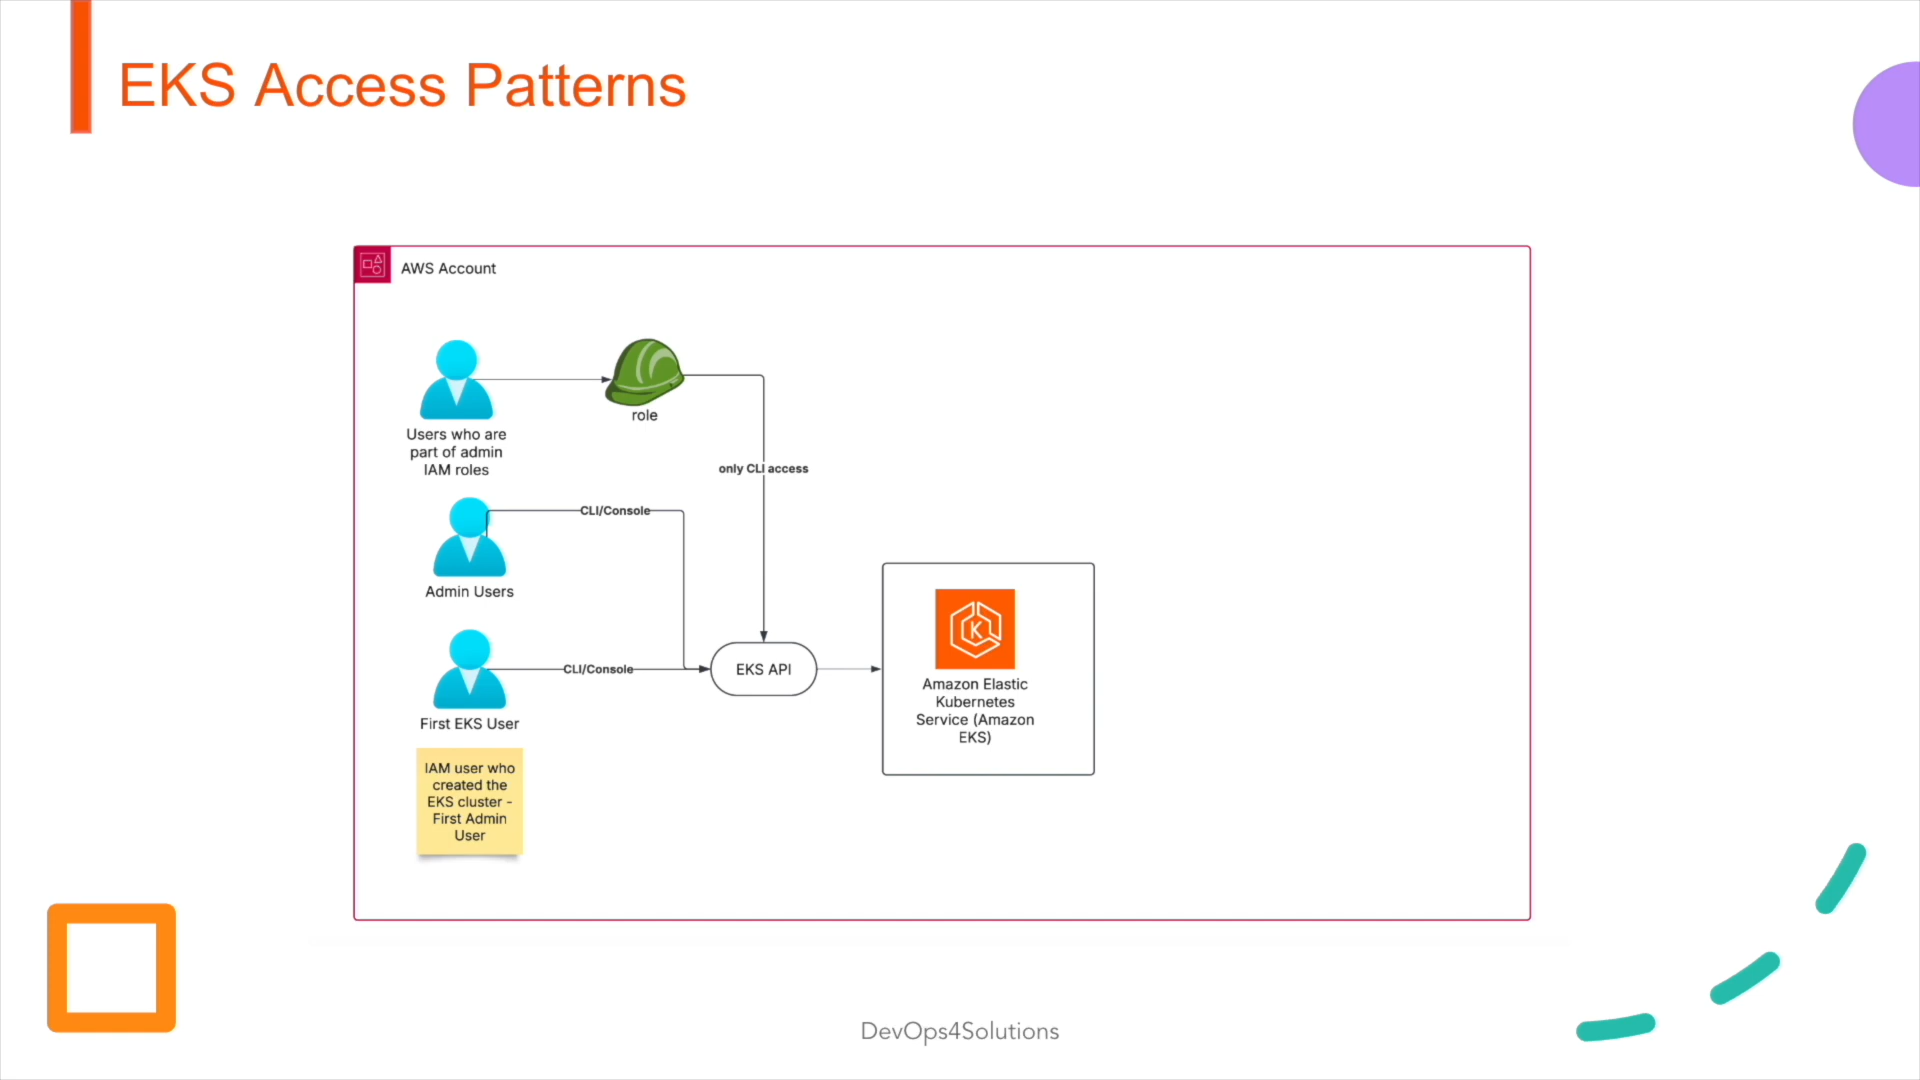 EKS Access Patterns
AWS Account
role
Users who are
part of admin
IAM roles
only CLI access
CLI/Console
Admin Users
CLI/Console
EKS API
First EKS User
Amazon Elastic
Kubernetes
Service (Amazon
EKS)
IAM user who
created the
EKS cluster -
First Admin
User
DevOps4Solutions